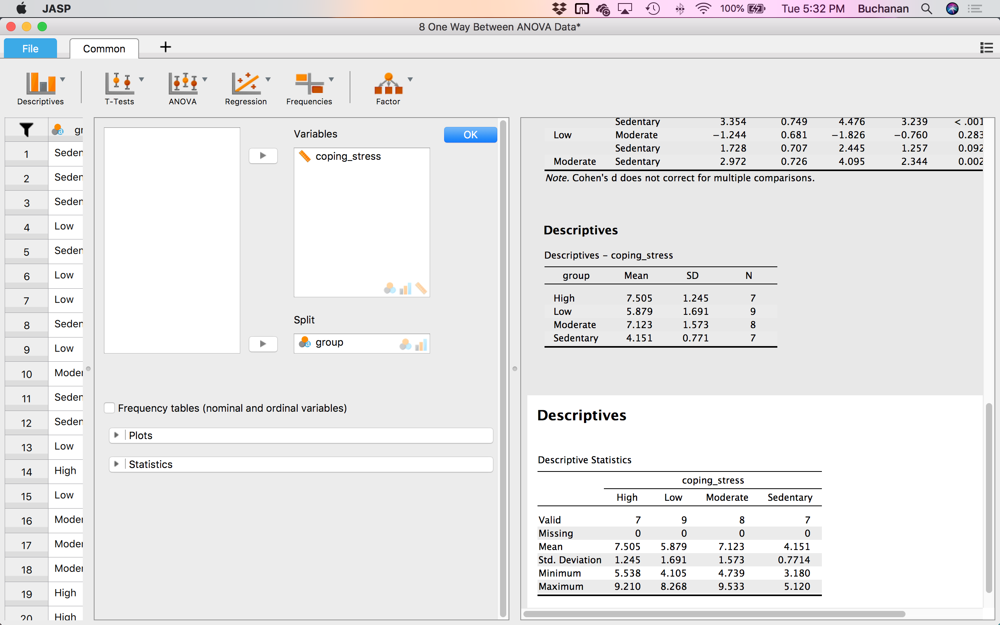 JASP 100% Tue 5:32 PM Buchanan
8 One Way Between ANOVA Data*
File Common +
Descriptives T-Tests ANOVA Regression Frequencies Factor
1 Seden
2 Seden
3 Seden
4 Low
5 Seden
6 Low
7 Low
8 Seden
9 Low
10 Moder
11 Seden
12 Seden
13 Low
14 High
15 Low
16 Moder
17 Moder
18 Moder
19 High
20 High
Variables
OK
coping_stress
Split
group
Frequency tables (nominal and ordinal variables)
Plots
Statistics
Sedentary 3.354 0.749 4.476 3.239 < .001
Low Moderate −1.244 0.681 −1.826 −0.760 0.283
Sedentary 1.728 0.707 2.445 1.257 0.092
Moderate Sedentary 2.972 0.726 4.095 2.344 0.002
Note. Cohen's d does not correct for multiple comparisons.
Descriptives
Descriptives – coping_stress
group Mean SD N
High 7.505 1.245 7
Low 5.879 1.691 9
Moderate 7.123 1.573 8
Sedentary 4.151 0.771 7
Descriptives
Descriptive Statistics
coping_stress
High Low Moderate Sedentary
Valid 7 9 8 7
Missing 0 0 0 0
Mean 7.505 5.879 7.123 4.151
Std. Deviation 1.245 1.691 1.573 0.7714
Minimum 5.538 4.105 4.739 3.180
Maximum 9.210 8.268 9.533 5.120